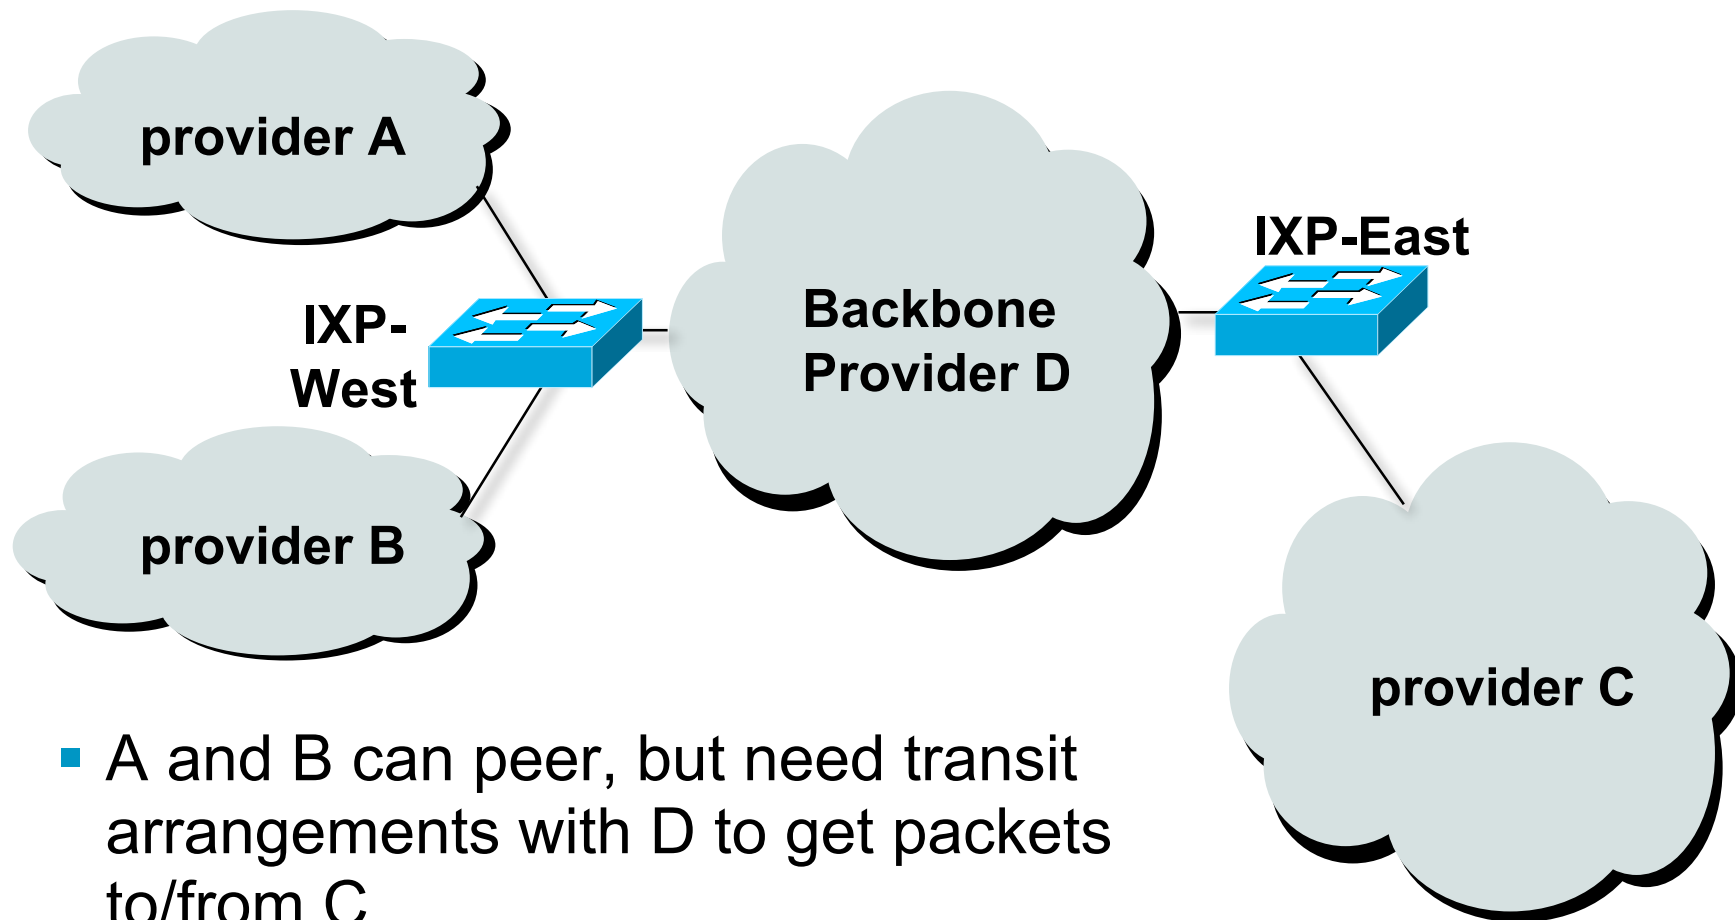 provider A
IXP-East
IXP-
West
Backbone
Provider D
provider B
provider C
A and B can peer, but need transit
arrangements with D to get packets
to/from C